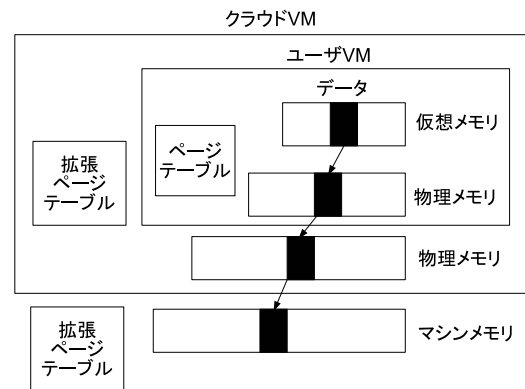 クラウドVM
ユーザVM
データ
仮想メモリ
ページ
テーブル
拡張
ページ
テーブル
物理メモリ
物理メモリ
拡張
ページ
テーブル
マシンメモリ